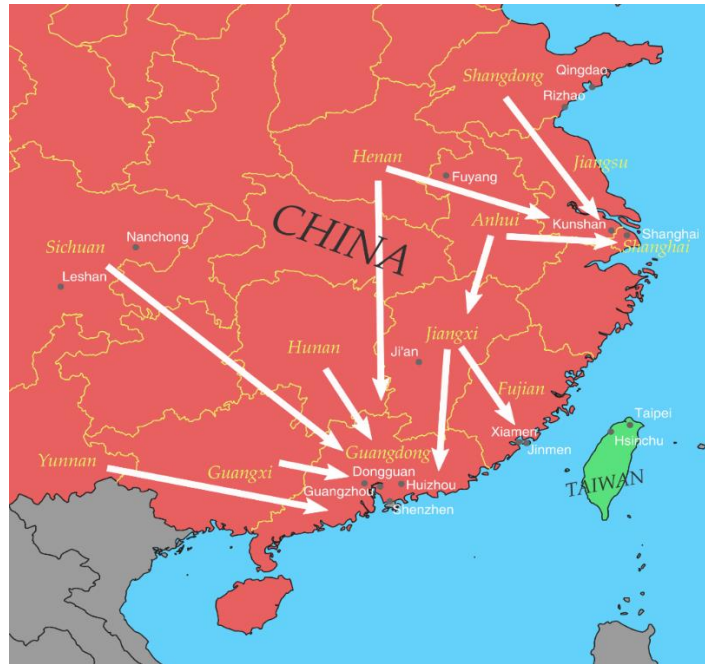 Qingdao
Shangdong
Rizhao
Henan
Jiangsu
Fuyang
CHINA
Anhui
Kunshan
Shanghai
Shanghai
Sichuan
Nanchong
Leshan
Jiangxi
Hunan
Ji'an
Fujian
Taipei
Xiamen
Hsinchu
Jinmen
Yunnan
Guangxi
Guangdong
Dongguan
TAIWAN
Guangzhou
Huizhou
Shenzhen